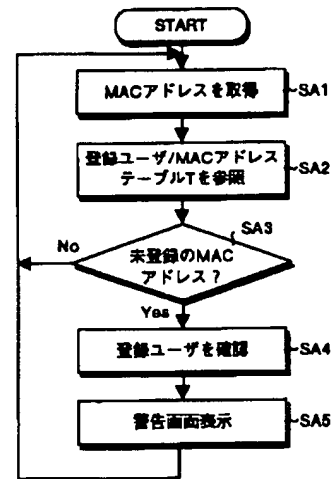 START
MACアドレスを取得
SA1
登録ユーザ/MACアドレス
テーブルTを参照
SA2
SA3
No
未登録のMAC
アドレス?
Yes
登録ユーザを確認
SA4
警告画面表示
SA5